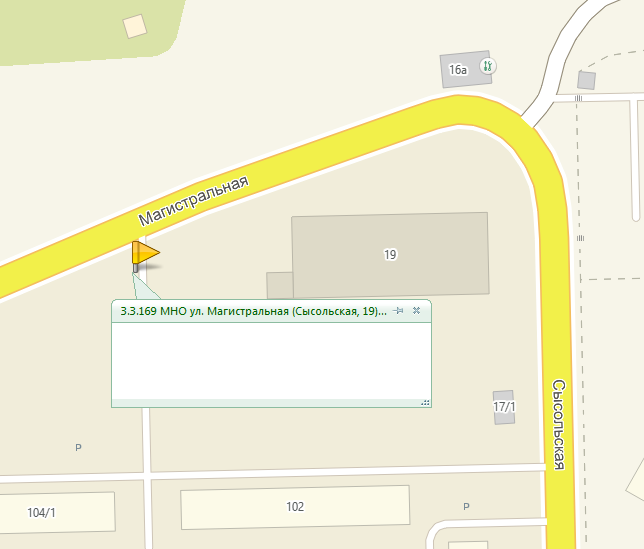 16а
Магистральная
19
3.3.169 МНО ул. Магистральная (Сысольская, 19)...
17/1
Сысольская
P
104/1
102
P